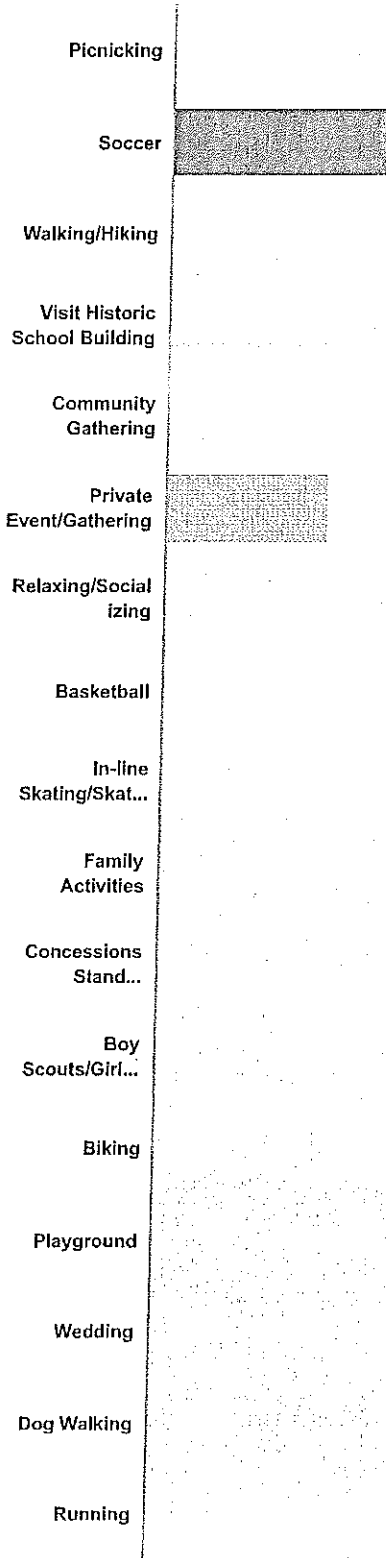 Picnicking
Soccer
Walking/Hiking
Visit Historic
School Building
Community
Gathering
Private
Event/Gathering
Relaxing/Social
izing
Basketball
In-line
Skating/Skat...
Family
Activities
Concessions
Stand...
Boy
Scouts/Girl...
Biking
Playground
Wedding
Dog Walking
Running